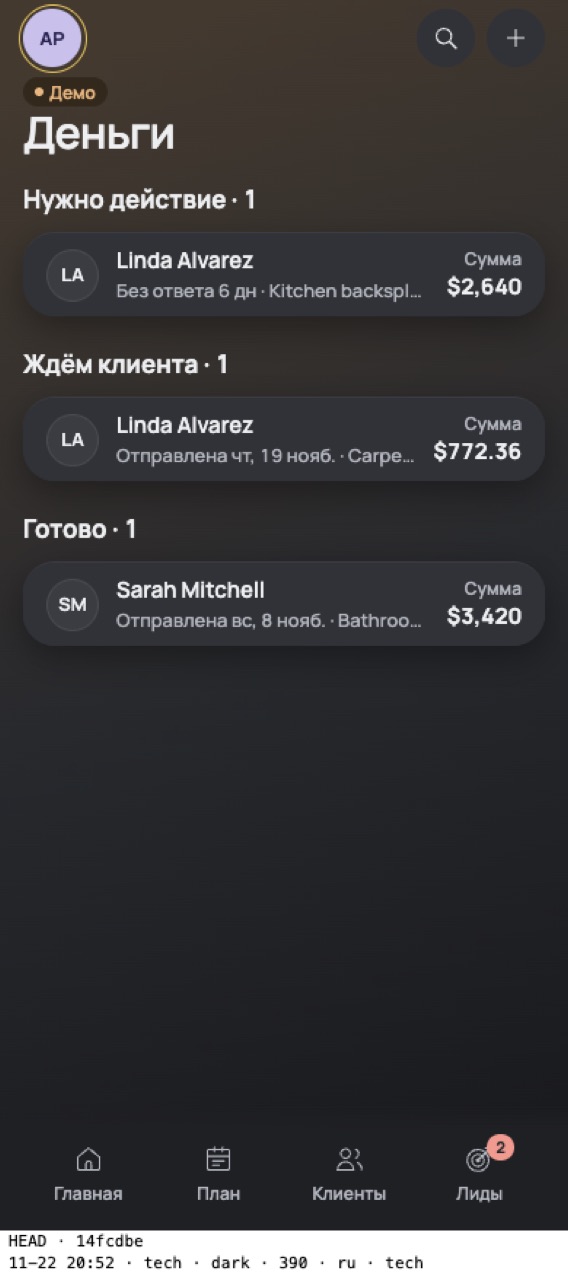 AP
Демо
Деньги
Нужно действие · 1
LA
Linda Alvarez
Без ответа 6 дн · Kitchen backspl...
Сумма
$2,640
Ждём клиента · 1
LA
Linda Alvarez
Отправлена чт, 19 нояб. · Carpe...
Сумма
$772.36
Готово · 1
SM
Sarah Mitchell
Отправлена вс, 8 нояб. · Bathroo...
Сумма
$3,420
2
Главная
План
Клиенты
Лиды
HEAD · 14fcdbe
11-22 20:52 · tech · dark · 390 · ru · tech